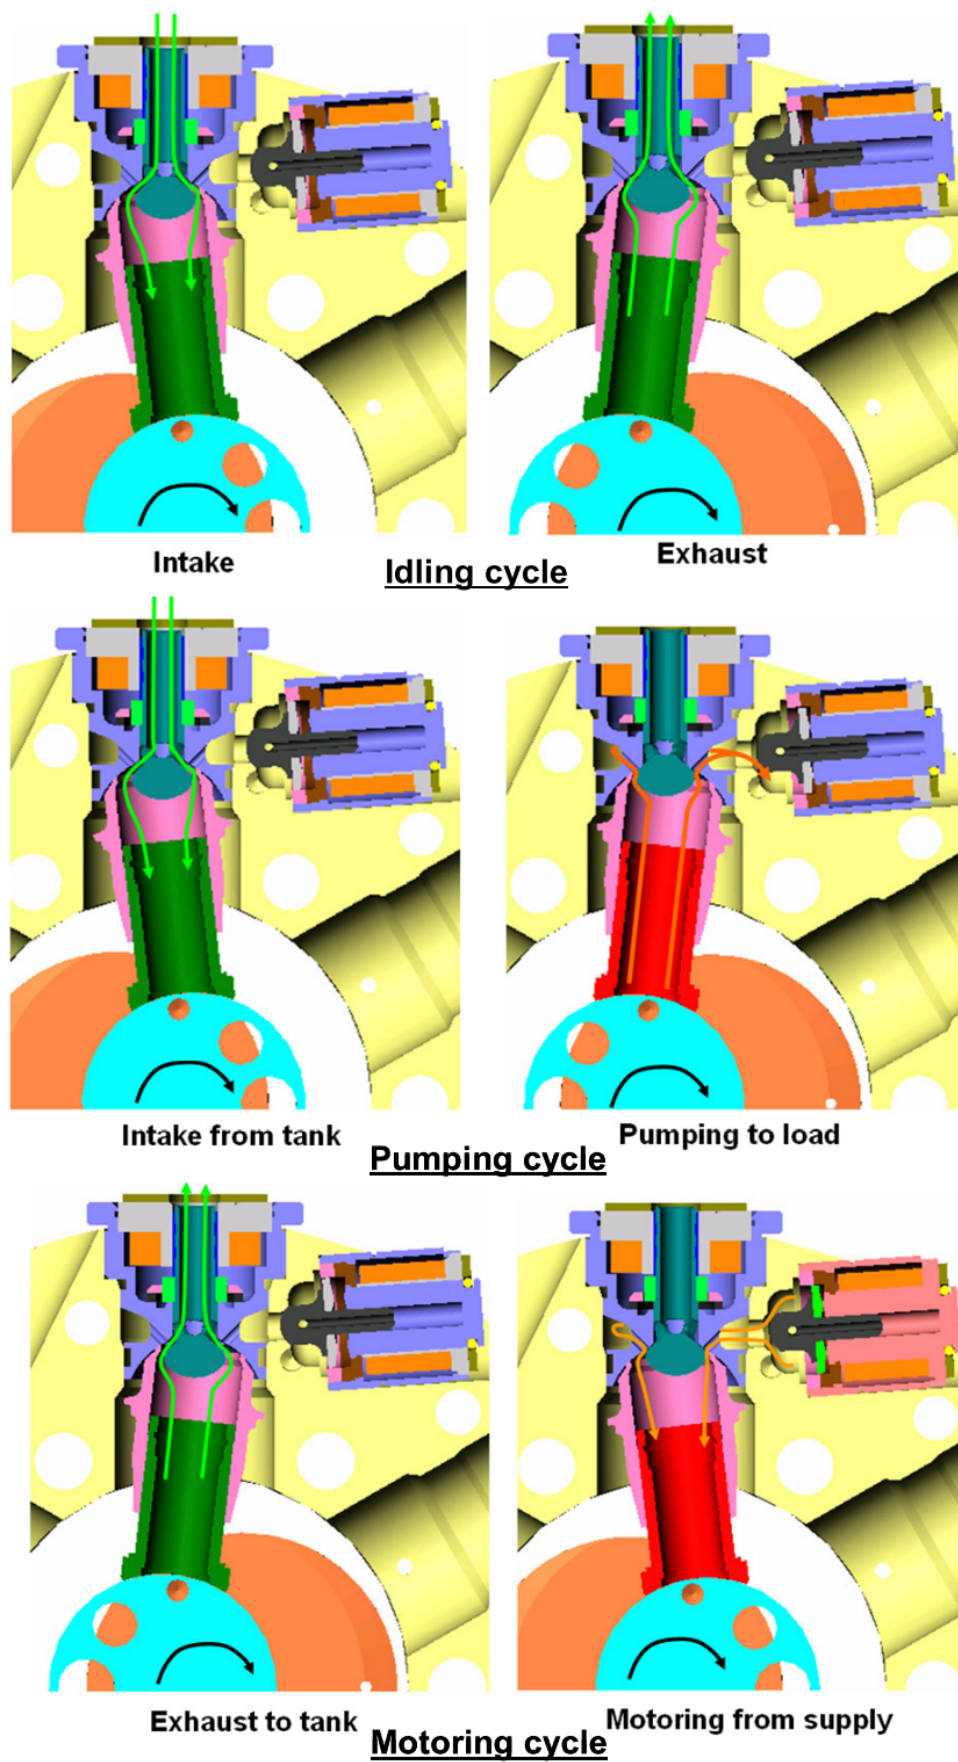 Intake
Exhaust
Idling cycle
Intake from tank
Pumping to load
Pumping cycle
Exhaust to tank
Motoring from supply
Motoring cycle